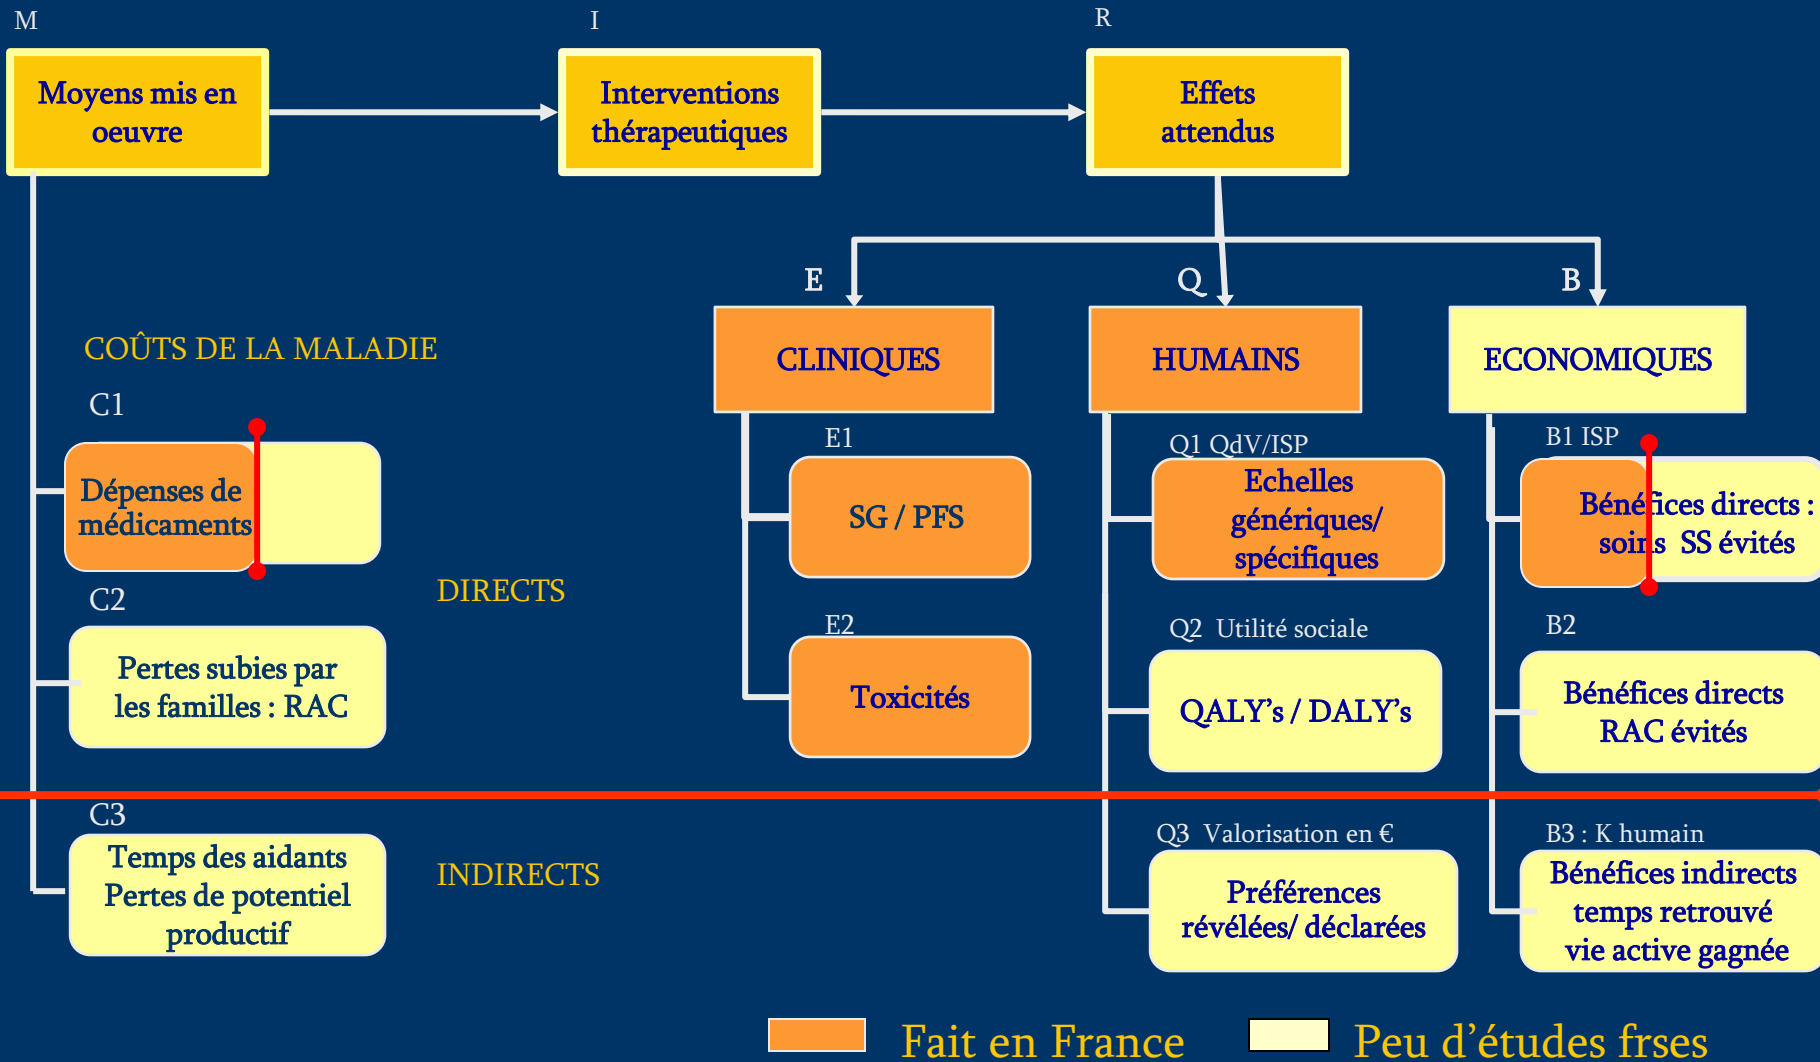 M
I
R
Moyens mis en
oeuvre
Interventions
thérapeutiques
Effets
attendus
E
Q
B
COÛTS DE LA MALADIE
CLINIQUES
HUMAINS
ECONOMIQUES
C1
Dépenses de
médicaments
E1
SG / PFS
Q1 QdV/ISP
Echelles
génériques/
spécifiques
B1 ISP
Bénéfices directs :
soins SS évités
DIRECTS
C2
Pertes subies par
les familles : RAC
E2
Toxicités
Q2 Utilité sociale
QALY’s / DALY’s
B2
Bénéfices directs
RAC évités
C3
Temps des aidants
Pertes de potentiel
productif
INDIRECTS
Q3 Valorisation en €
Préférences
révélées/ déclarées
B3 : K humain
Bénéfices indirects
temps retrouvé
vie active gagnée
Fait en France
Peu d’études frses